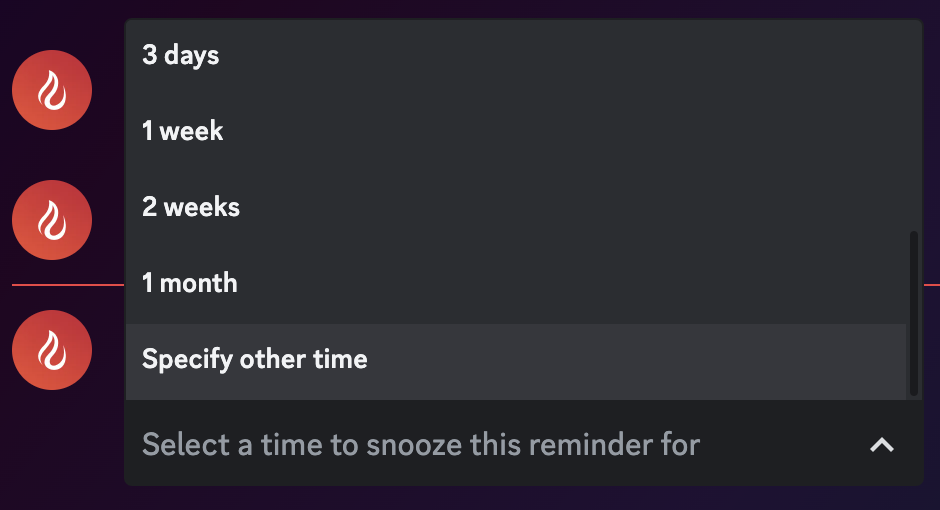 3 days
1 week
2 weeks
1 month
Specify other time
Select a time to snooze this reminder for